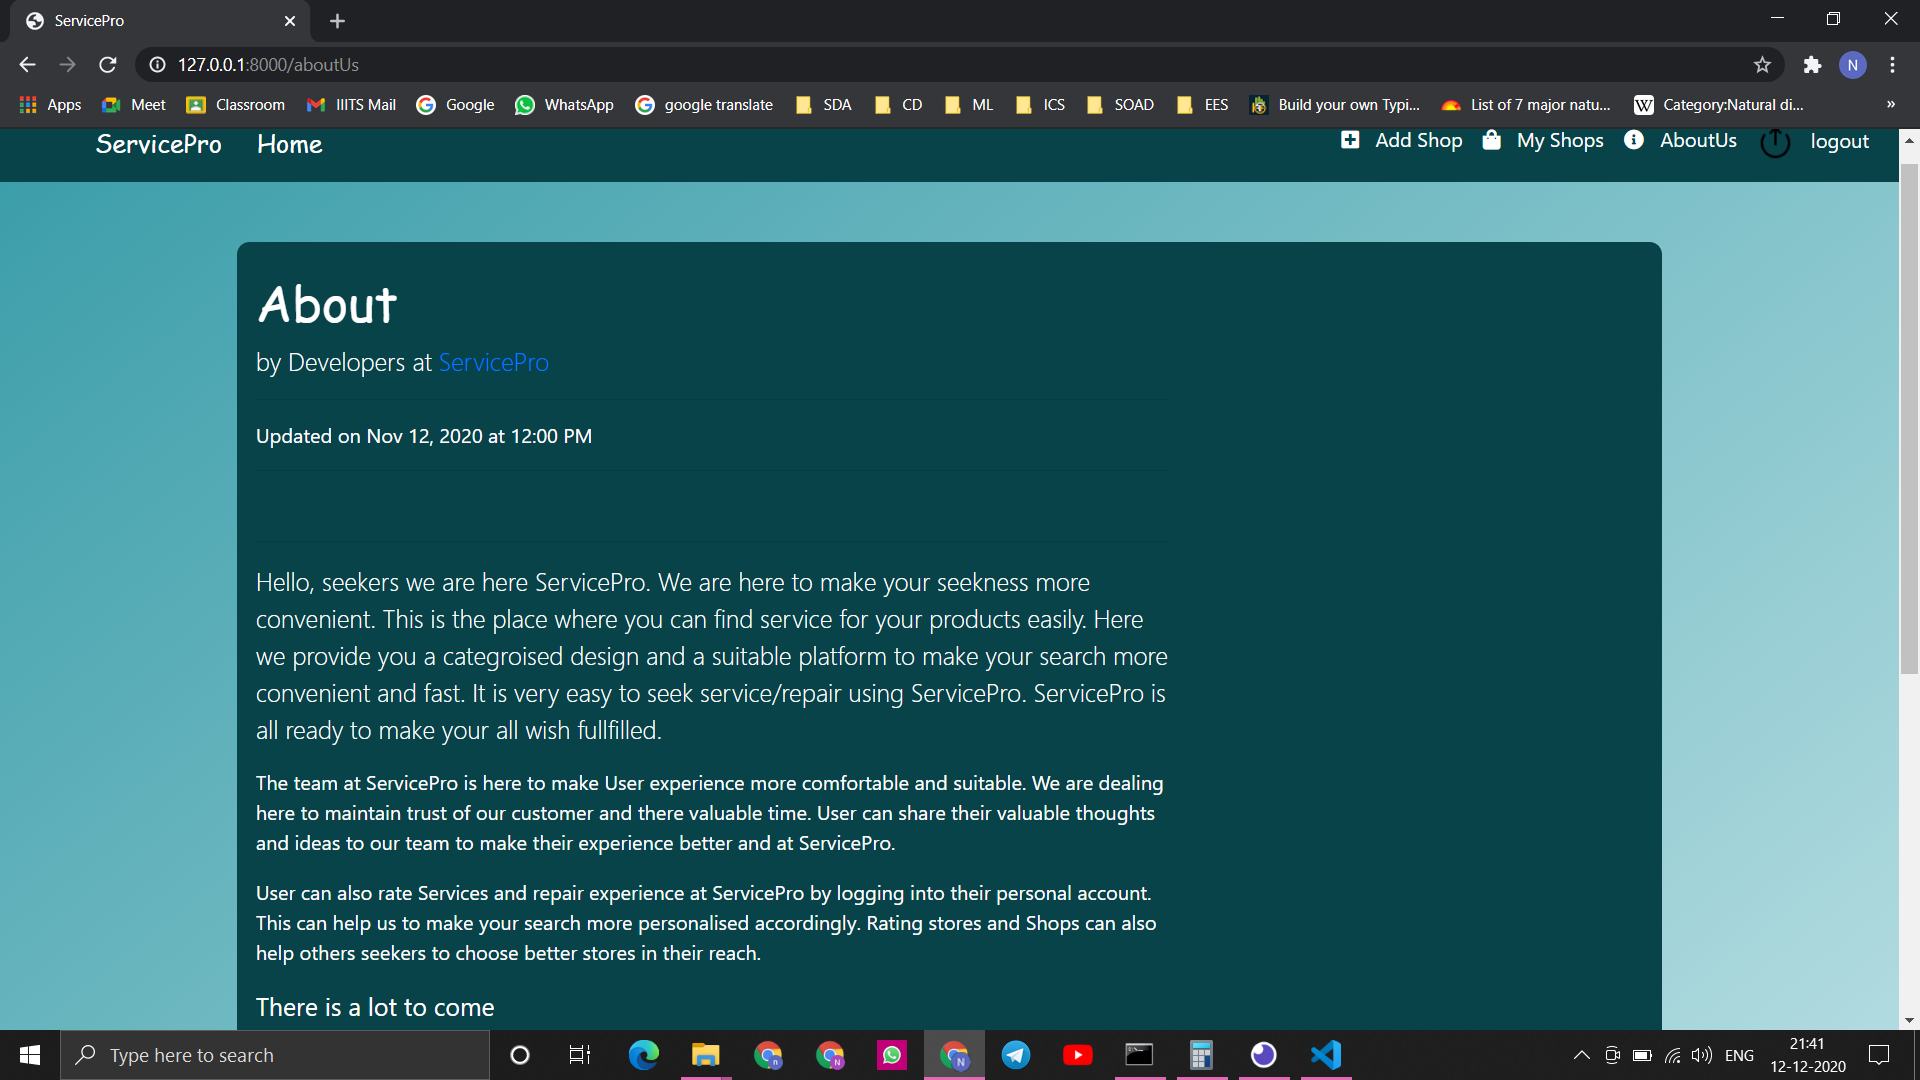 ServicePro
127.0.0.1:8000/aboutUs
N
Apps Meet Classroom IIITS Mail Google WhatsApp google translate SDA CD ML ICS SOAD EES Build your own Typi... List of 7 major natu... W Category:Natural di... »
ServicePro Home Add Shop My Shops AboutUs logout
About
by Developers at ServicePro
Updated on Nov 12, 2020 at 12:00 PM
Hello, seekers we are here ServicePro. We are here to make your seekness more
convenient. This is the place where you can find service for your products easily. Here
we provide you a categroised design and a suitable platform to make your search more
convenient and fast. It is very easy to seek service/repair using ServicePro. ServicePro is
all ready to make your all wish fullfilled.
The team at ServicePro is here to make User experience more comfortable and suitable. We are dealing
here to maintain trust of our customer and there valuable time. User can share their valuable thoughts
and ideas to our team to make their experience better and at ServicePro.
User can also rate Services and repair experience at ServicePro by logging into their personal account.
This can help us to make your search more personalised accordingly. Rating stores and Shops can also
help others seekers to choose better stores in their reach.
There is a lot to come
Type here to search
n N N
ENG
21:41
12-12-2020